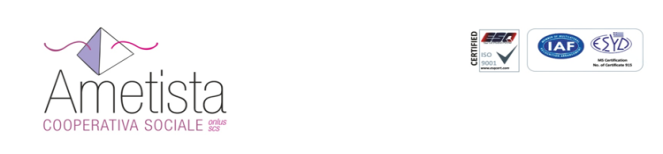 Ametista
COOPERATIVA SOCIALE onlus
scs
CERTIFIED
ISO
9001
IAF
ESYD
MS Certification